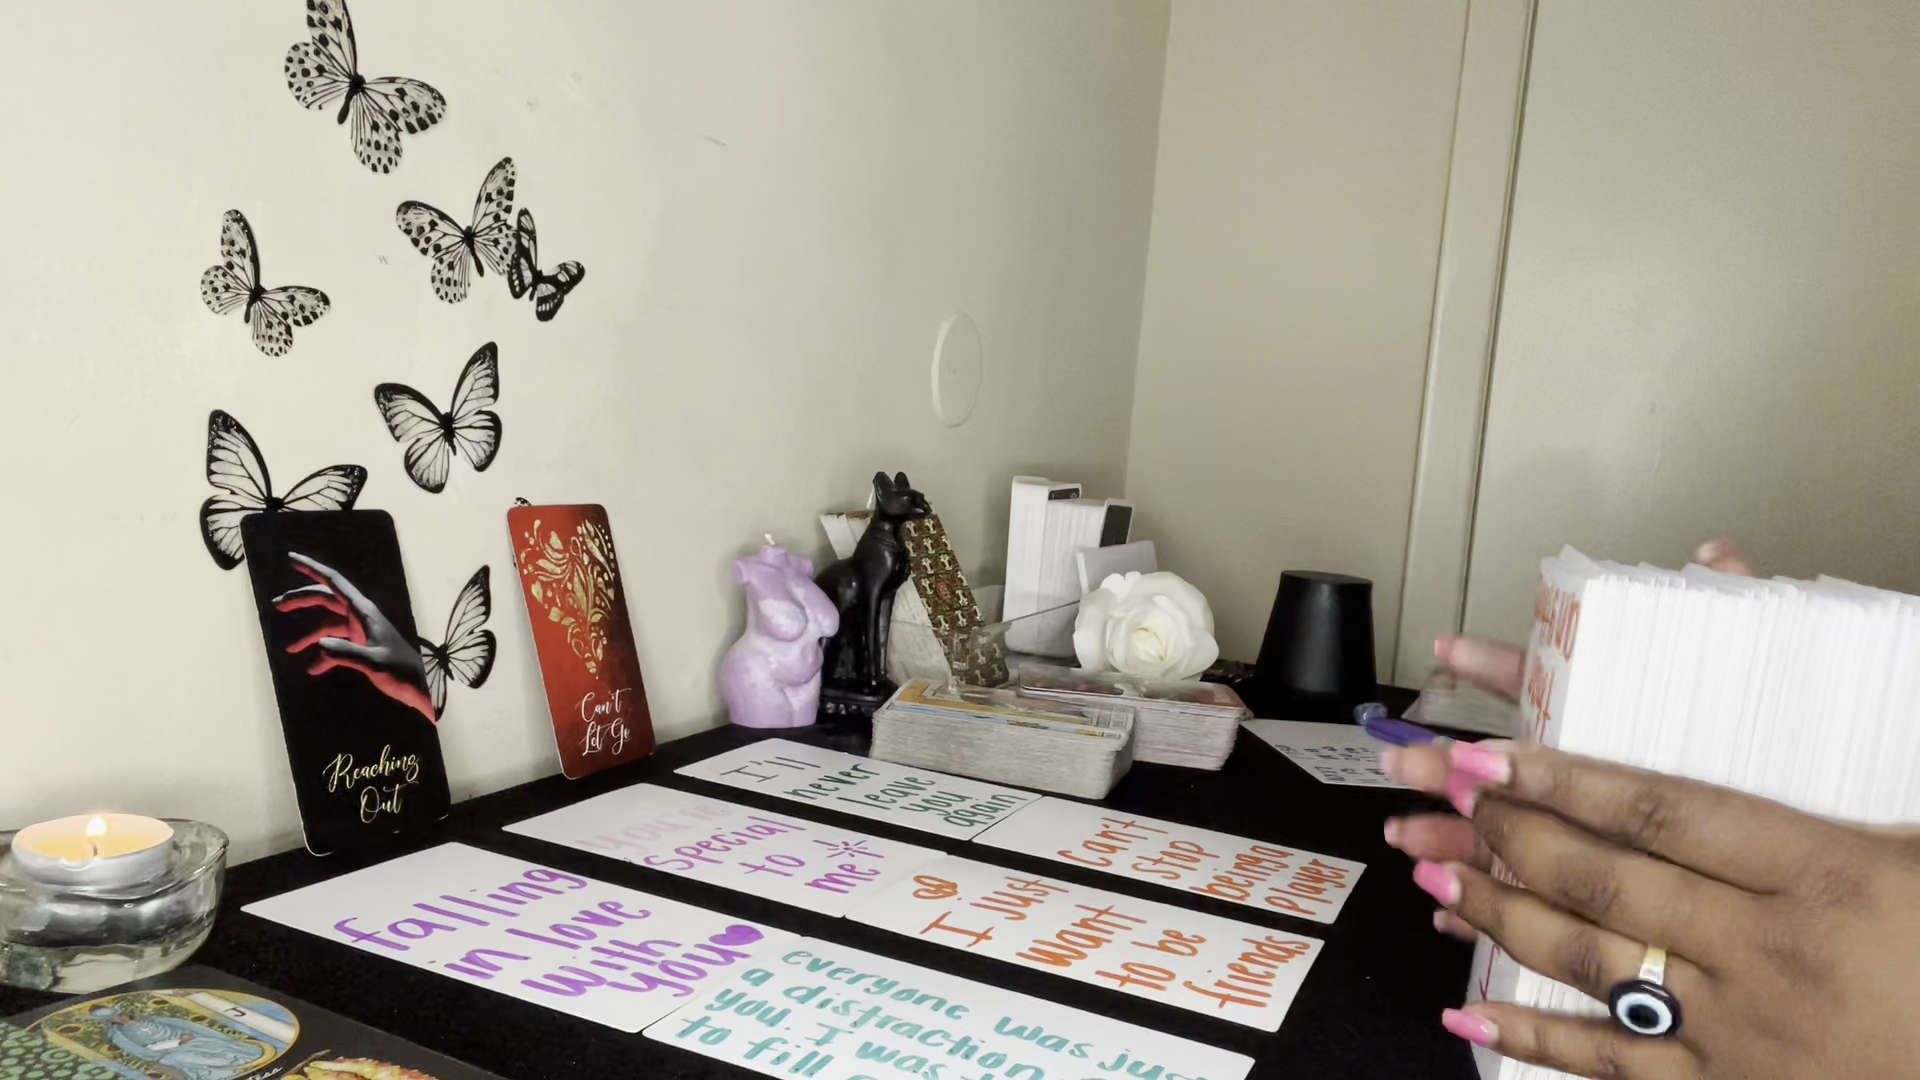 Reaching
Out
Can't
Let Go
I'll
never
leave
you
again
you're
special
to
me!
can't
stop
being a
player
falling
in love
with
you
I just
want
to be
friends
everyone was just
a distraction
you. I was
to fill